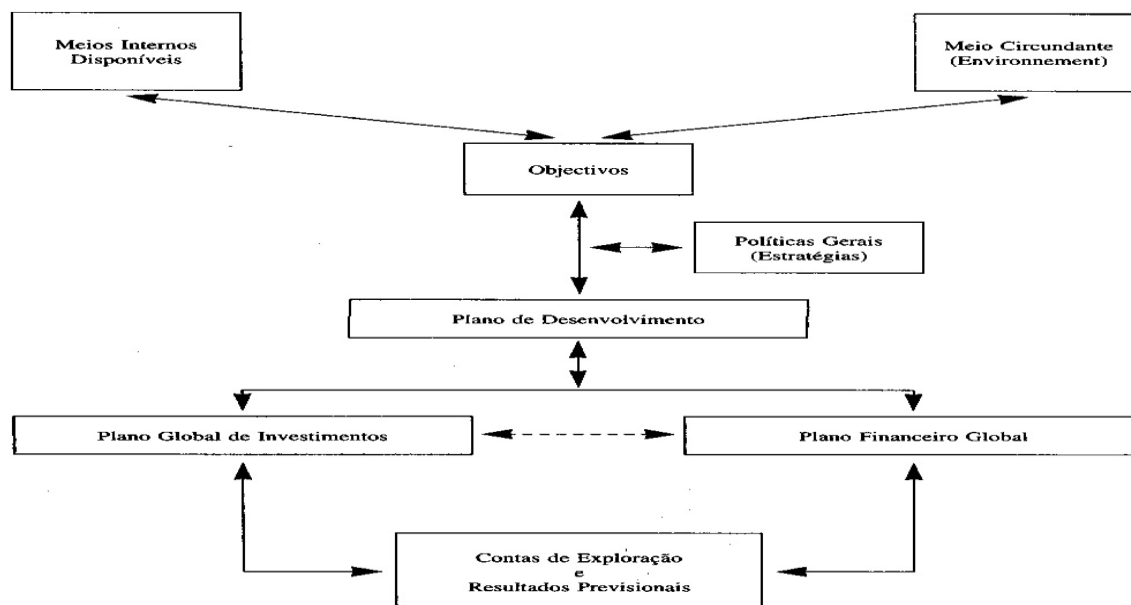 Meios Internos
Disponíveis
Meio Circundante
(Environnement)
Objectivos
Políticas Gerais
(Estratégias)
Plano de Desenvolvimento
Plano Global de Investimentos
Plano Financeiro Global
Contas de Exploração
e
Resultados Previsionais